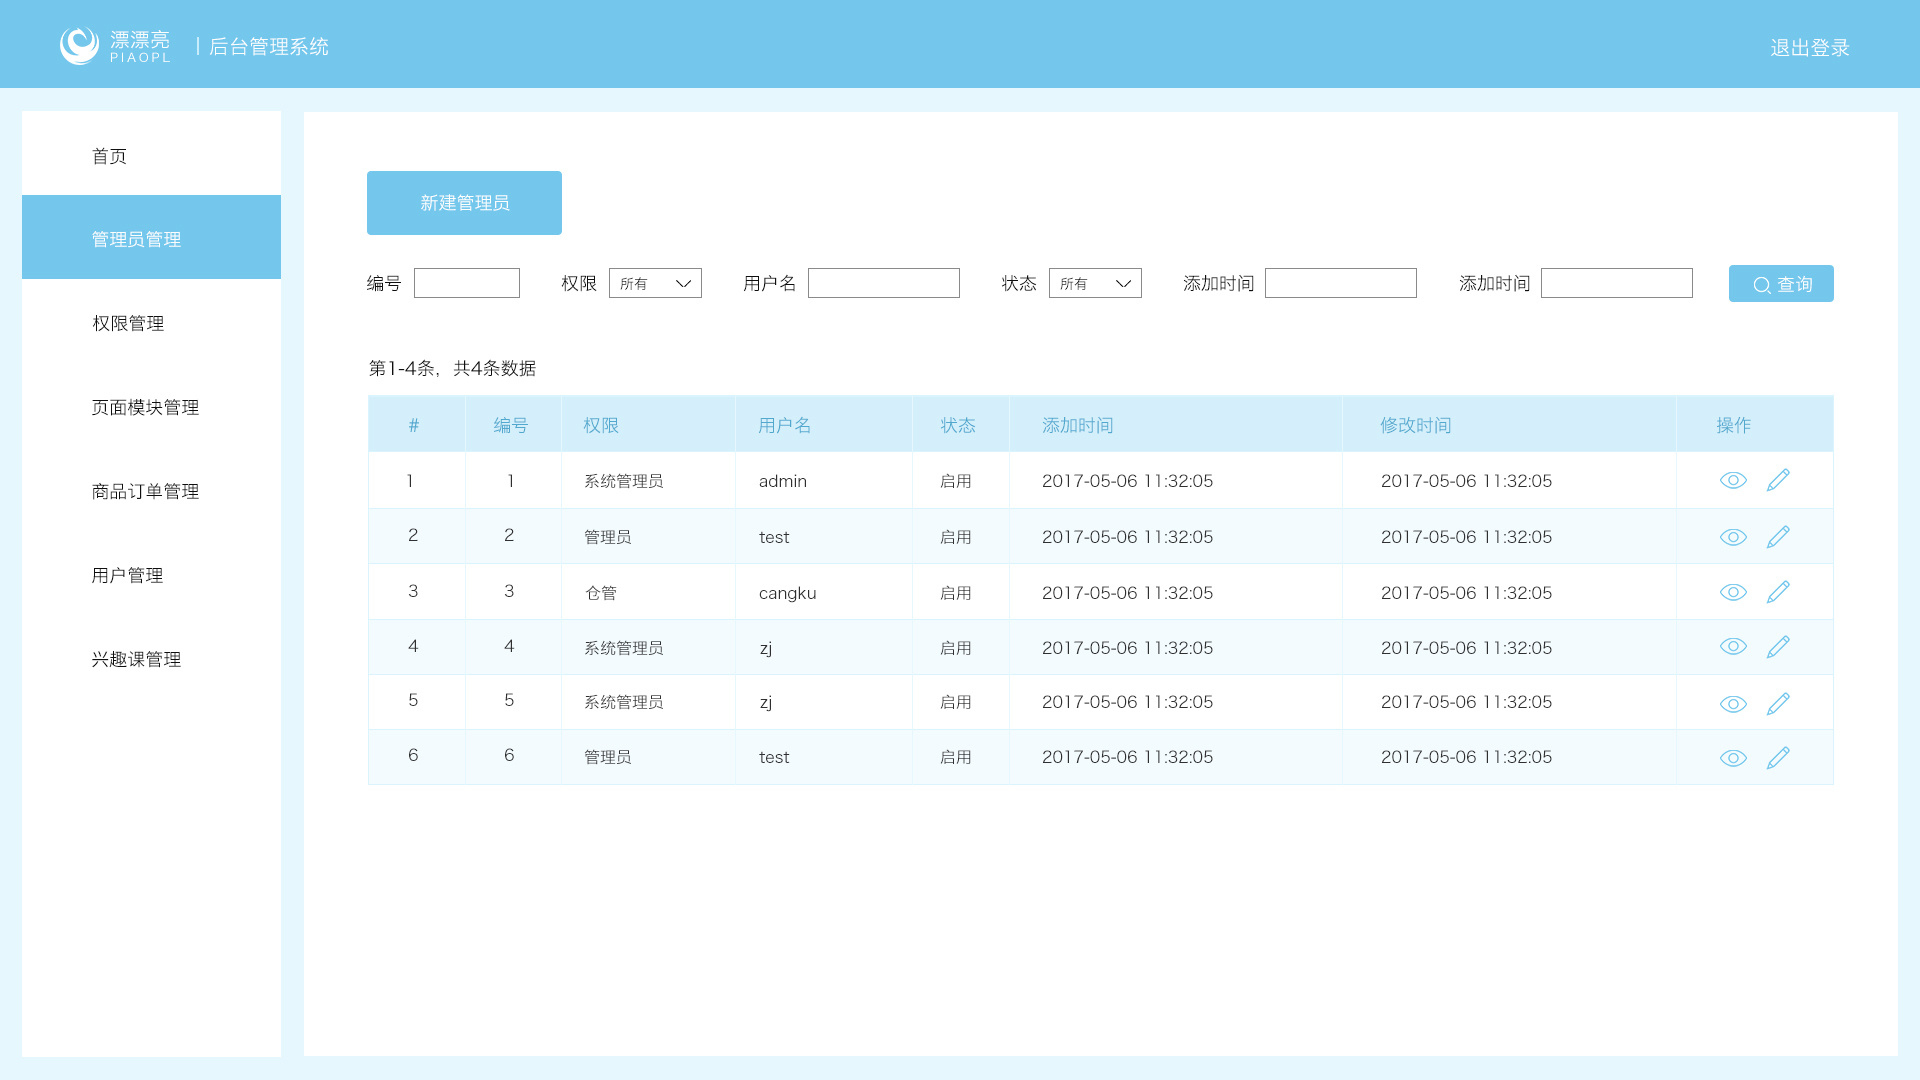 漂漂亮
PIAOPL
后台管理系统
退出登录
首页
管理员管理
权限管理
页面模块管理
商品订单管理
用户管理
兴趣课管理
新建管理员
编号 权限 所有 用户名 状态 所有 添加时间 添加时间 查询
第1-4条，共4条数据
# 编号 权限 用户名 状态 添加时间 修改时间 操作
1 1 系统管理员 admin 启用 2017-05-06 11:32:05 2017-05-06 11:32:05
2 2 管理员 test 启用 2017-05-06 11:32:05 2017-05-06 11:32:05
3 3 仓管 cangku 启用 2017-05-06 11:32:05 2017-05-06 11:32:05
4 4 系统管理员 zj 启用 2017-05-06 11:32:05 2017-05-06 11:32:05
5 5 系统管理员 zj 启用 2017-05-06 11:32:05 2017-05-06 11:32:05
6 6 管理员 test 启用 2017-05-06 11:32:05 2017-05-06 11:32:05